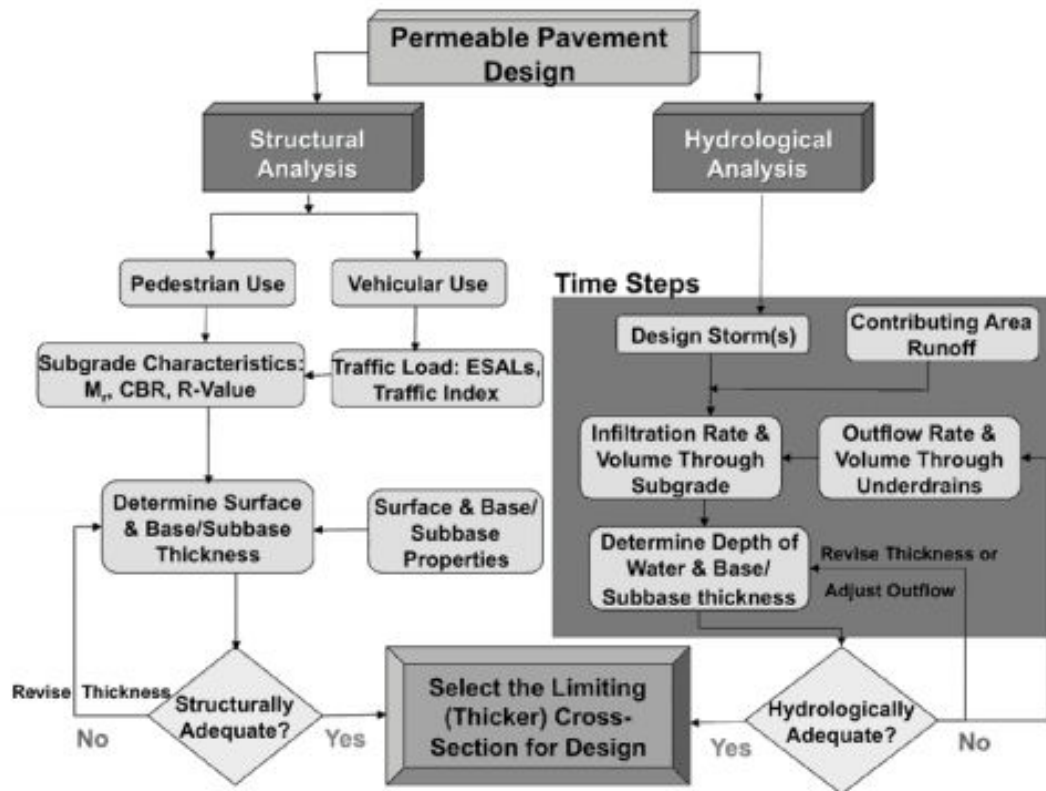 Permeable Pavement
Design
Structural
Analysis
Hydrological
Analysis
Pedestrian Use
Vehicular Use
Subgrade Characteristics:
Mr, CBR, R-Value
Traffic Load: ESALs,
Traffic Index
Determine Surface
& Base/Subbase
Thickness
Surface & Base/
Subbase
Properties
Revise Thickness
Structurally
Adequate?
No
Yes
Time Steps
Design Storm(s)
Contributing Area
Runoff
Infiltration Rate &
Volume Through
Subgrade
Outflow Rate &
Volume Through
Underdrains
Determine Depth of
Water & Base/
Subbase thickness
Revise Thickness or
Adjust Outflow
Hydrologically
Adequate?
Yes
No
Select the Limiting
(Thicker) Cross-
Section for Design